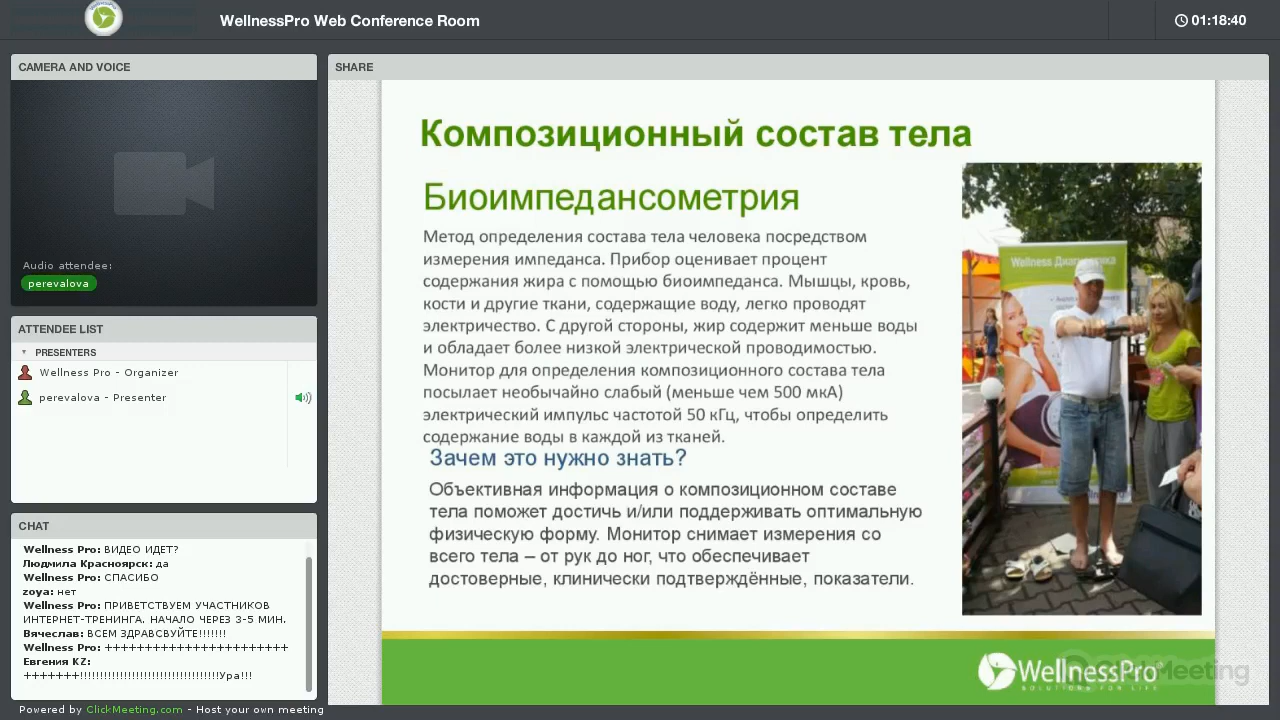 WellnessPro Web Conference Room
01:18:40
CAMERA AND VOICE
Audio attendee:
perevalova
ATTENDEE LIST
PRESENTERS
Wellness Pro - Organizer
perevalova - Presenter
CHAT
Wellness Pro: ВИДЕО ИДЕТ?
Людмила Красноярск: да
Wellness Pro: СПАСИБО
roya: нет
Wellness Pro: ПРИВЕТСТВУЕМ УЧАСТНИКОВ
ИНТЕРНЕТ-ТРЕНИНГА, НАЧАЛО ЧЕРЕЗ 3-5 МИН.
Вячеслав: ВСЕМ ЗДРАВСВУЙТЕ!!!!!!!
Wellness Pro:
Евгений Z:
Ура!!!
Powered by ClickMeeting.com - Host your own meeting
SHARE
Композиционный состав тела
Биоимпедансометрия
Метод определения состава тела человека посредством
измерения импеданса. Прибор оценивает процент
содержания жира с помощью биоимпеданса. Мышцы, кровь,
кости и другие ткани, содержащие воду, легко проводят
электричество. С другой стороны, жир содержит меньше воды
и обладает более низкой электрической проводимостью.
Монитор для определения композиционного состава тела
посылает необычайно слабый (меньше чем 500 мкА)
электрический импульс частотой 50 кГц, чтобы определить
содержание воды в каждой из тканей.
Зачем это нужно знать?
Объективная информация о композиционном составе
тела поможет достичь и/или поддерживать оптимальную
физическую форму. Монитор снимает измерения со
всего тела – от рук до ног, что обеспечивает
достоверные, клинически подтверждённые, показатели.
Wellness Диагностика
WellnessPro
SOLUTIONS FOR LIFE
Meeting